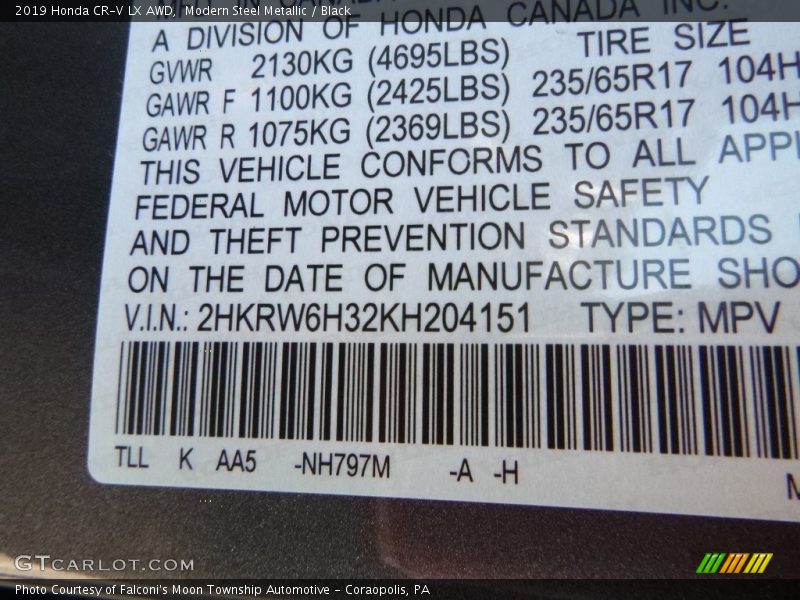 2019 Honda CR-V LX AWD, Modern Steel Metallic / Black
A DIVISION OF HONDA CANADA INC.
GVWR 2130KG (4695LBS) TIRE SIZE
GAWR F 1100KG (2425LBS) 235/65R17 104H
GAWR R 1075KG (2369LBS) 235/65R17 104H
THIS VEHICLE CONFORMS TO ALL APPL
FEDERAL MOTOR VEHICLE SAFETY
AND THEFT PREVENTION STANDARDS
ON THE DATE OF MANUFACTURE SHO
V.I.N.: 2HKRW6H32KH204151 TYPE: MPV
TLL K AA5 -NH797M -A -H
GTCARLOT.COM
Photo Courtesy of Falconi's Moon Township Automotive - Coraopolis, PA